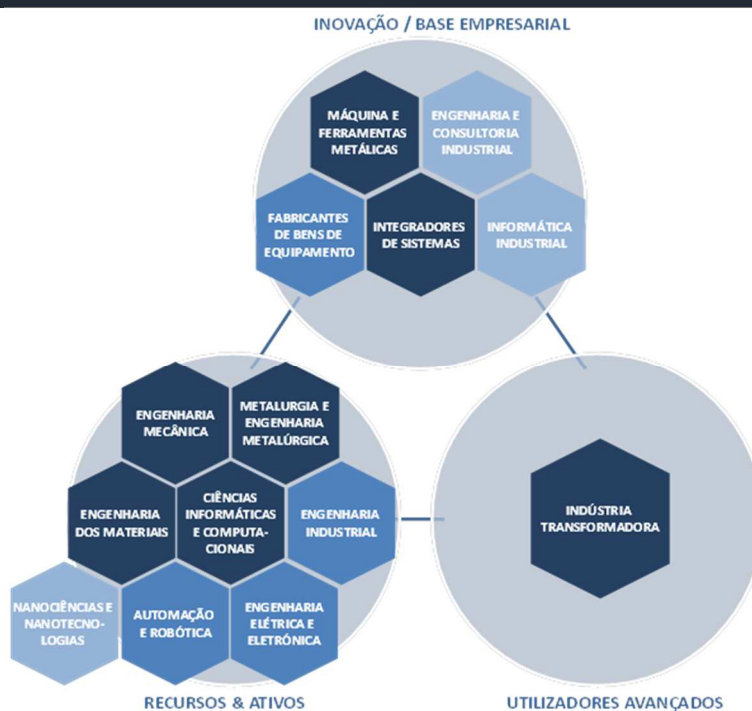 INOVAÇÃO / BASE EMPRESARIAL
MÁQUINA E
FERRAMENTAS
METÁLICAS
ENGENHARIA E
CONSULTORIA
INDUSTRIAL
FABRICANTES
DE BENS DE
EQUIPAMENTO
INTEGRADORES
DE SISTEMAS
INFORMÁTICA
INDUSTRIAL
ENGENHARIA
MECÂNICA
METALURGIA E
ENGENHARIA
METALÚRGICA
ENGENHARIA
DOS MATERIAIS
CIÊNCIAS
INFORMÁTICAS
E COMPUTA-
CIONAIS
ENGENHARIA
INDUSTRIAL
NANOCIÊNCIAS E
NANOTECNO-
LOGIAS
AUTOMAÇÃO
E ROBÓTICA
ENGENHARIA
ELÉTRICA E
ELETRÓNICA
INDÚSTRIA
TRANSFORMADORA
RECURSOS & ATIVOS
UTILIZADORES AVANÇADOS